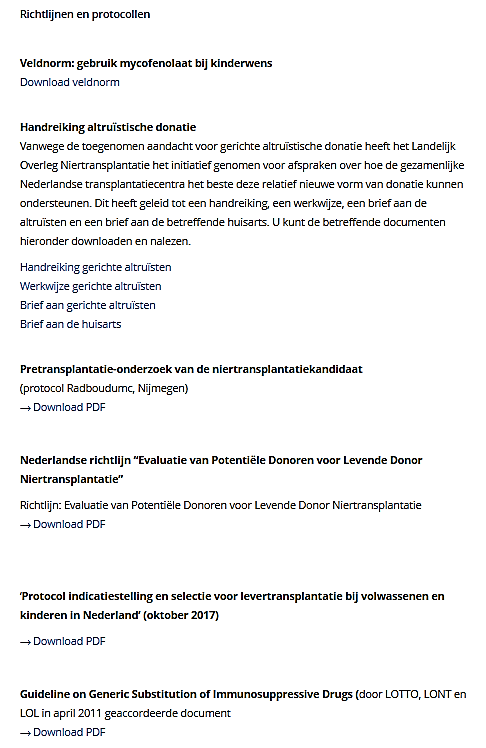 Richtlijnen en protocollen
Veldnorm: gebruik mycofenolaat bij kinderwens
Download veldnorm
Handreiking altruïstische donatie
Vanwege de toegenomen aandacht voor gerichte altruïstische donatie heeft het Landelijk
Overleg Niertransplantatie het initiatief genomen voor afspraken over hoe de gezamenlijke
Nederlandse transplantatiecentra het beste deze relatief nieuwe vorm van donatie kunnen
ondersteunen. Dit heeft geleid tot een handreiking, een werkwijze, een brief aan de
altruïsten en een brief aan de betreffende huisarts. U kunt de betreffende documenten
hieronder downloaden en nalezen.
Handreiking gerichte altruïsten
Werkwijze gerichte altruïsten
Brief aan gerichte altruïsten
Brief aan de huisarts
Pretransplantatie-onderzoek van de niertransplantatiekandidaat
(protocol Radboudumc, Nijmegen)
→ Download PDF
Nederlandse richtlijn “Evaluatie van Potentiële Donoren voor Levende Donor
Niertransplantatie”
Richtlijn: Evaluatie van Potentiële Donoren voor Levende Donor Niertransplantatie
→ Download PDF
‘Protocol indicatiestelling en selectie voor levertransplantatie bij volwassenen en
kinderen in Nederland’ (oktober 2017)
→ Download PDF
Guideline on Generic Substitution of Immunosuppressive Drugs (door LOTTO, LONT en
LOL in april 2011 geaccordeerde document
→ Download PDF